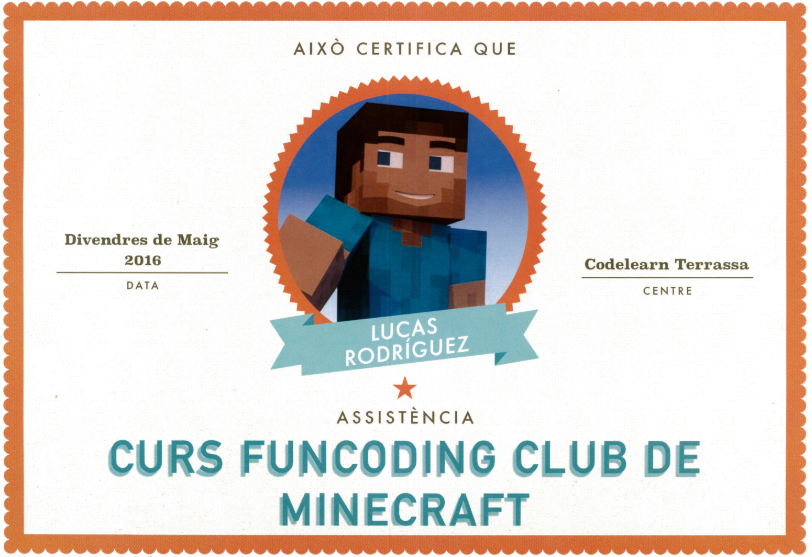 AIXÒ CERTIFICA QUE
Divendres de Maig
2016
DATA
Codelearn Terrassa
CENTRE
LUCAS
RODRÍGUEZ
ASSISTÈNCIA
CURS FUNCODING CLUB DE
MINECRAFT